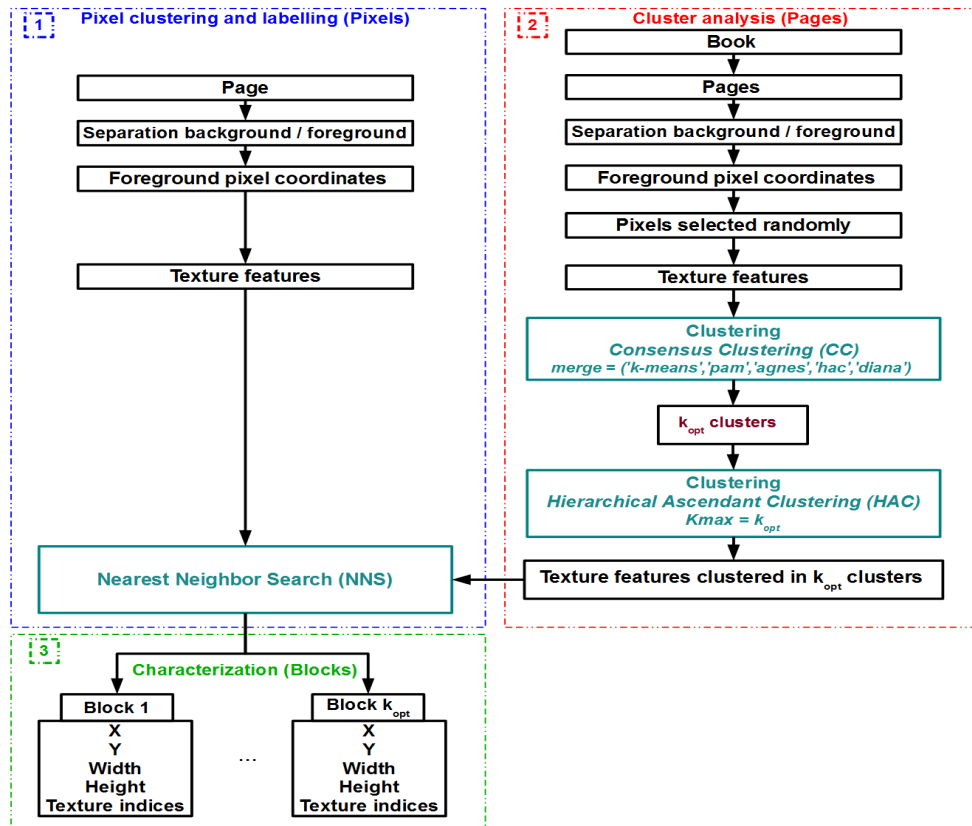 1
Pixel clustering and labelling (Pixels)
Page
Separation background / foreground
Foreground pixel coordinates
Texture features
Nearest Neighbor Search (NNS)
2
Cluster analysis (Pages)
Book
Pages
Separation background / foreground
Foreground pixel coordinates
Pixels selected randomly
Texture features
Clustering
Consensus Clustering (CC)
merge = ('k-means','pam','agnes','hac','diana')
kopt clusters
Clustering
Hierarchical Ascendant Clustering (HAC)
Kmax = kopt
Texture features clustered in kopt clusters
3
Characterization (Blocks)
Block 1
X
Y
Width
Height
Texture indices
...
Block kopt
X
Y
Width
Height
Texture indices